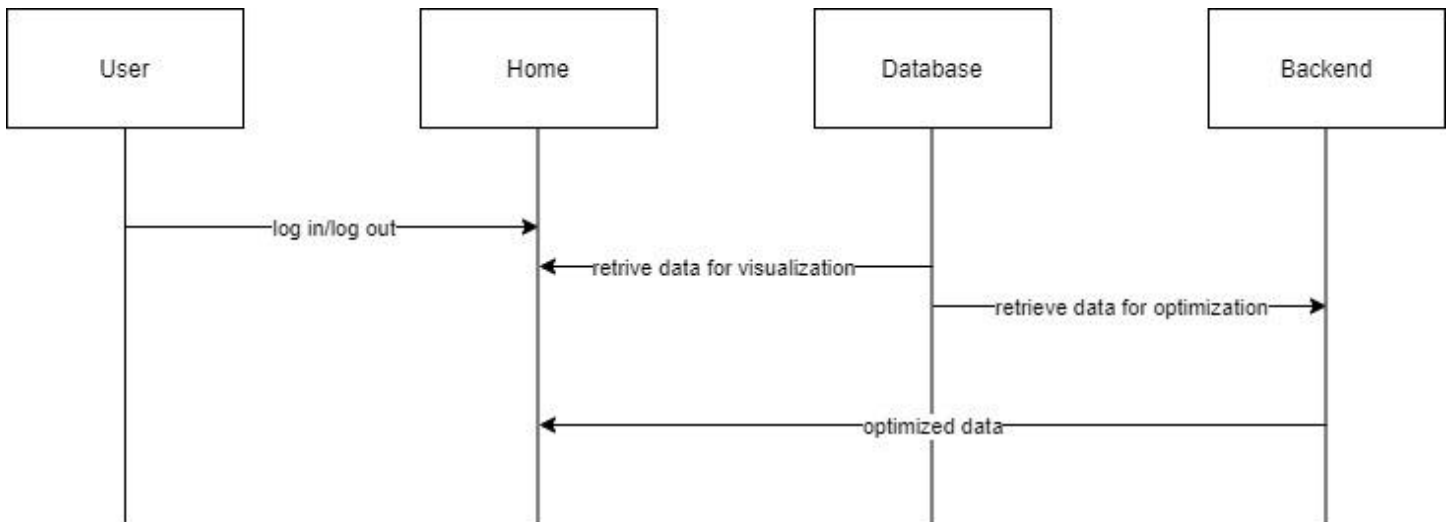 User
Home
Database
Backend
log in/log out
retrive data for visualization
retrieve data for optimization
optimized data